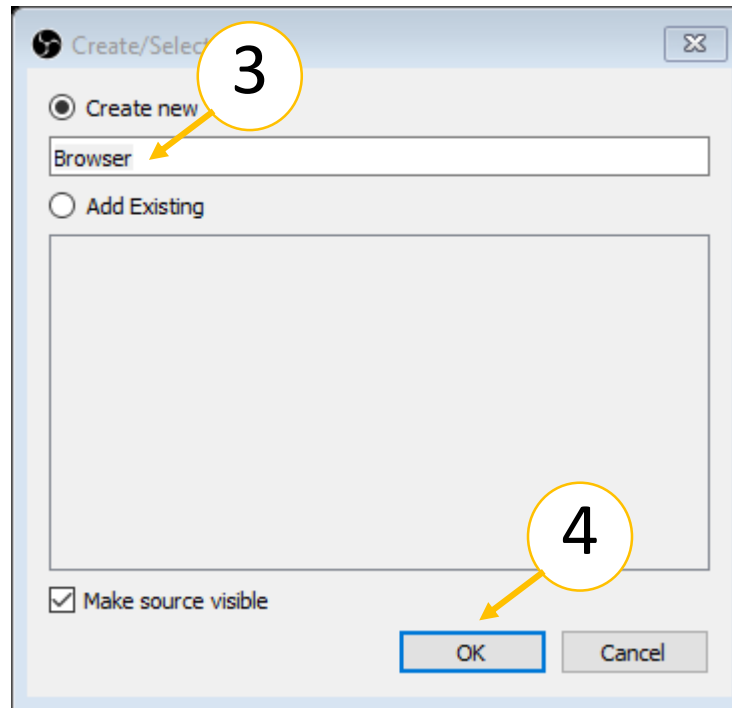 Create/Select
3
Create new
Browser
Add Existing
4
Make source visible
OK
Cancel